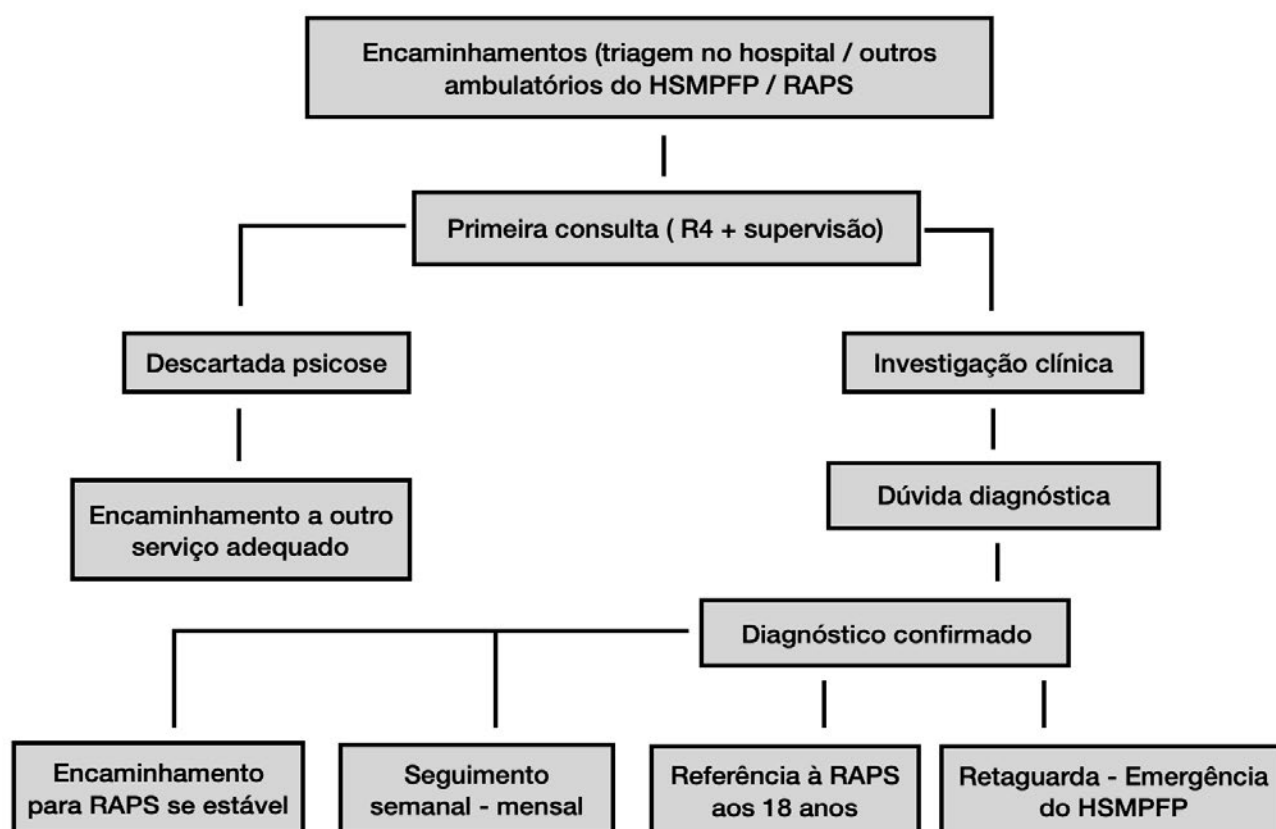 Encaminhamentos (triagem no hospital / outros
ambulatórios do HSMPFP / RAPS
Primeira consulta ( R4 + supervisão)
Descartada psicose
Investigação clínica
Encaminhamento a outro
serviço adequado
Dúvida diagnóstica
Diagnóstico confirmado
Encaminhamento
para RAPS se estável
Seguimento
semanal - mensal
Referência à RAPS
aos 18 anos
Retaguarda - Emergência
do HSMPFP